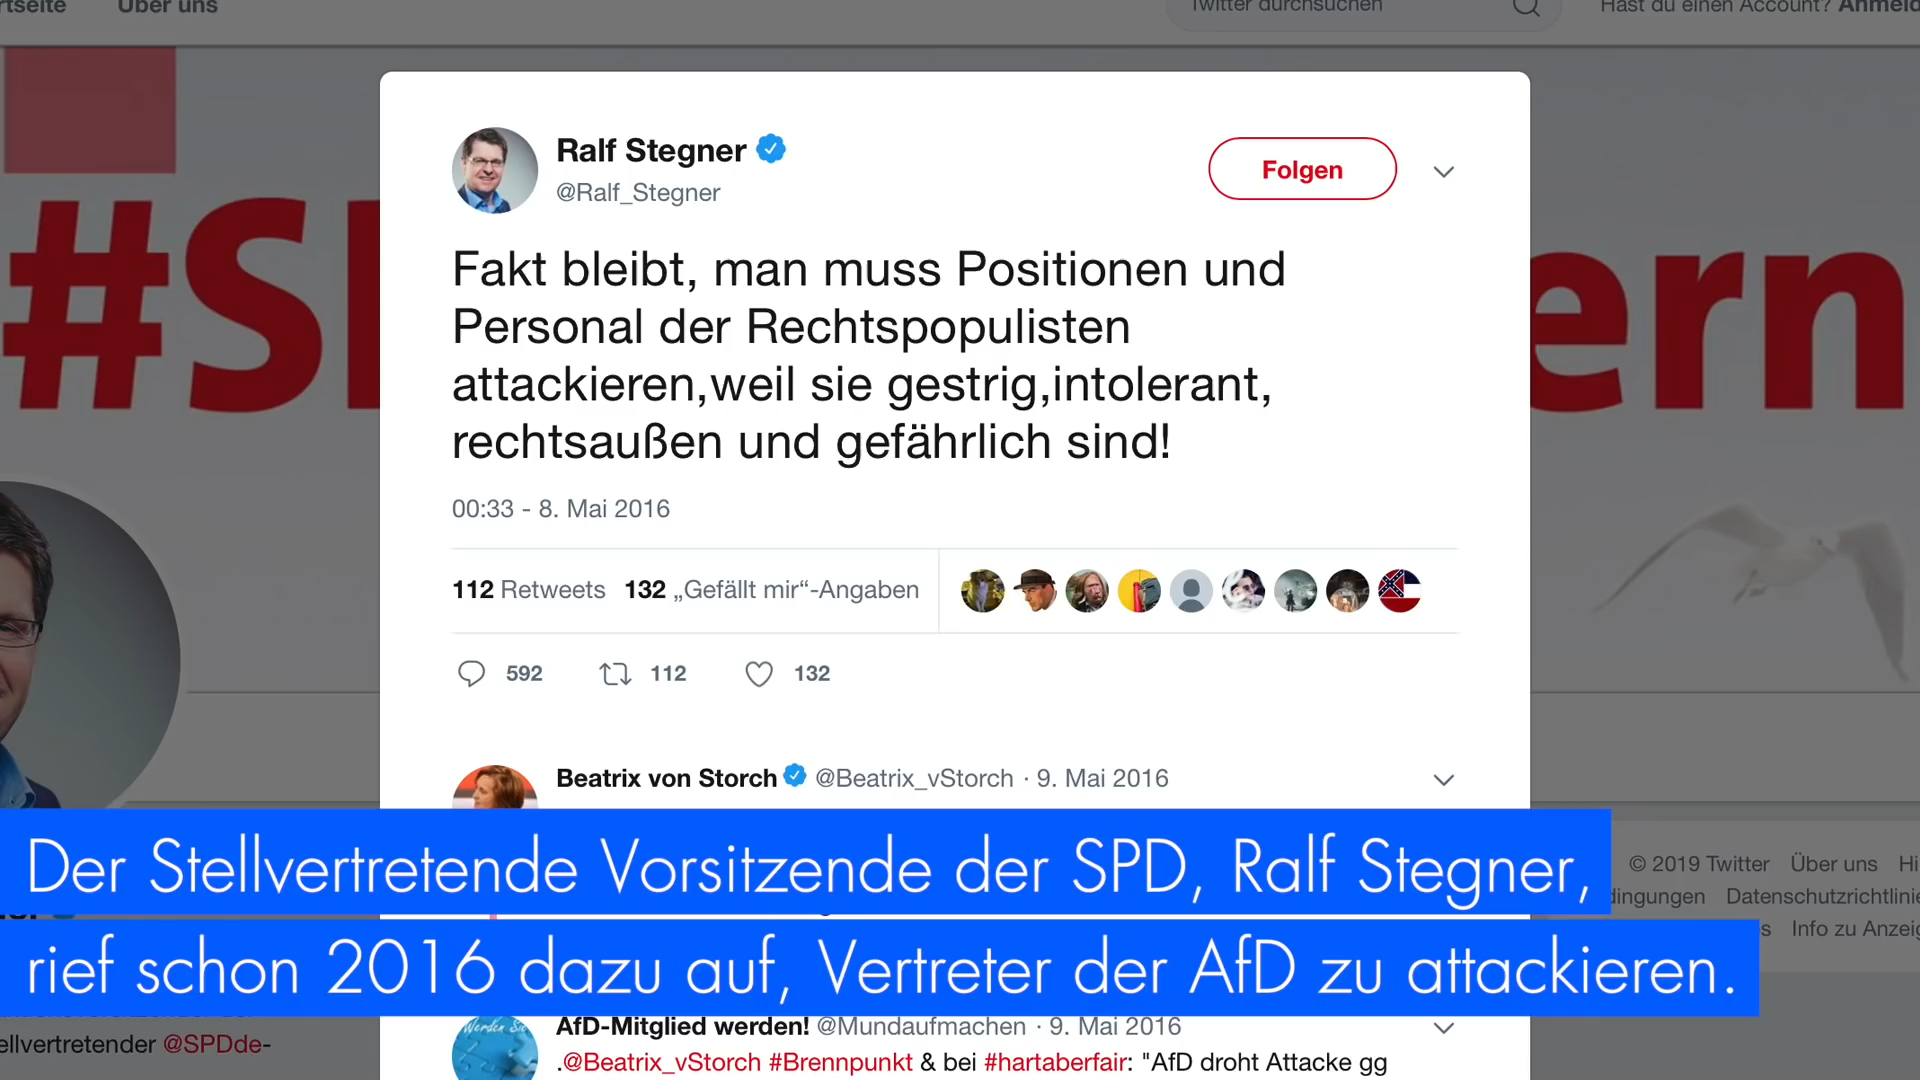 rtseite Über uns
Twitter durchsuchen
Hast du einen Account? Anmeld
#S
ern
Ralf Stegner
@Ralf_Stegner
Folgen
Fakt bleibt, man muss Positionen und
Personal der Rechtspopulisten
attackieren,weil sie gestrig,intolerant,
rechtsaußen und gefährlich sind!
00:33 - 8. Mai 2016
112 Retweets 132 „Gefällt mir“-Angaben
592 112 132
Beatrix von Storch @Beatrix_vStorch · 9. Mai 2016
Der Stellvertretende Vorsitzende der SPD, Ralf Stegner,
rief schon 2016 dazu auf, Vertreter der AfD zu attackieren.
© 2019 Twitter Über uns Hi
dingungen Datenschutzrichtlinie
s Info zu Anzeig
ellvertretender @SPDde-
Werden Sie
AfD-Mitglied werden! @Mundaufmachen · 9. Mai 2016
.@Beatrix_vStorch #Brennpunkt & bei #hartaberfair: "AfD droht Attacke gg